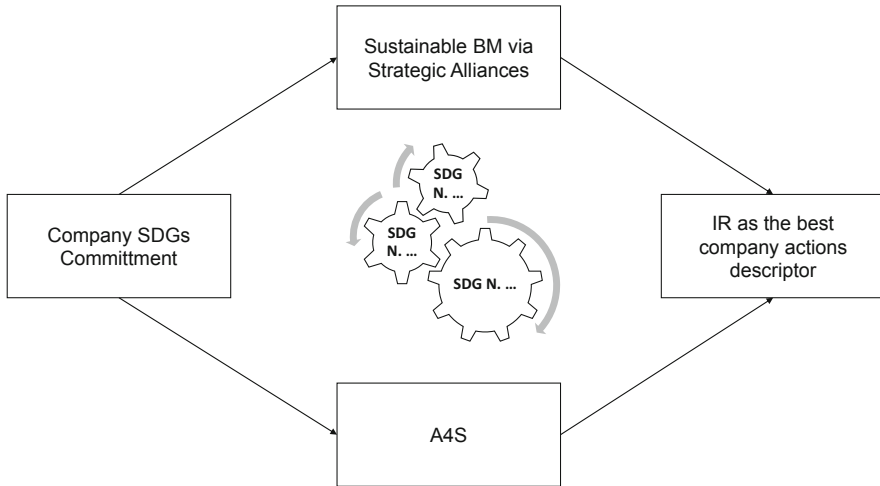 Sustainable BM via
Strategic Alliances
SDG
N. ...
SDG
N. ...
SDG N. ...
Company SDGs
Committment
IR as the best
company actions
descriptor
A4S